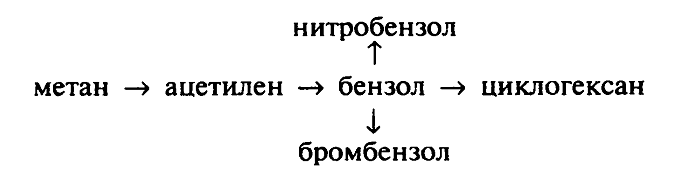 нитробензол
↑
метан → ацетилен → бензол → циклогексан
↓
бромбензол